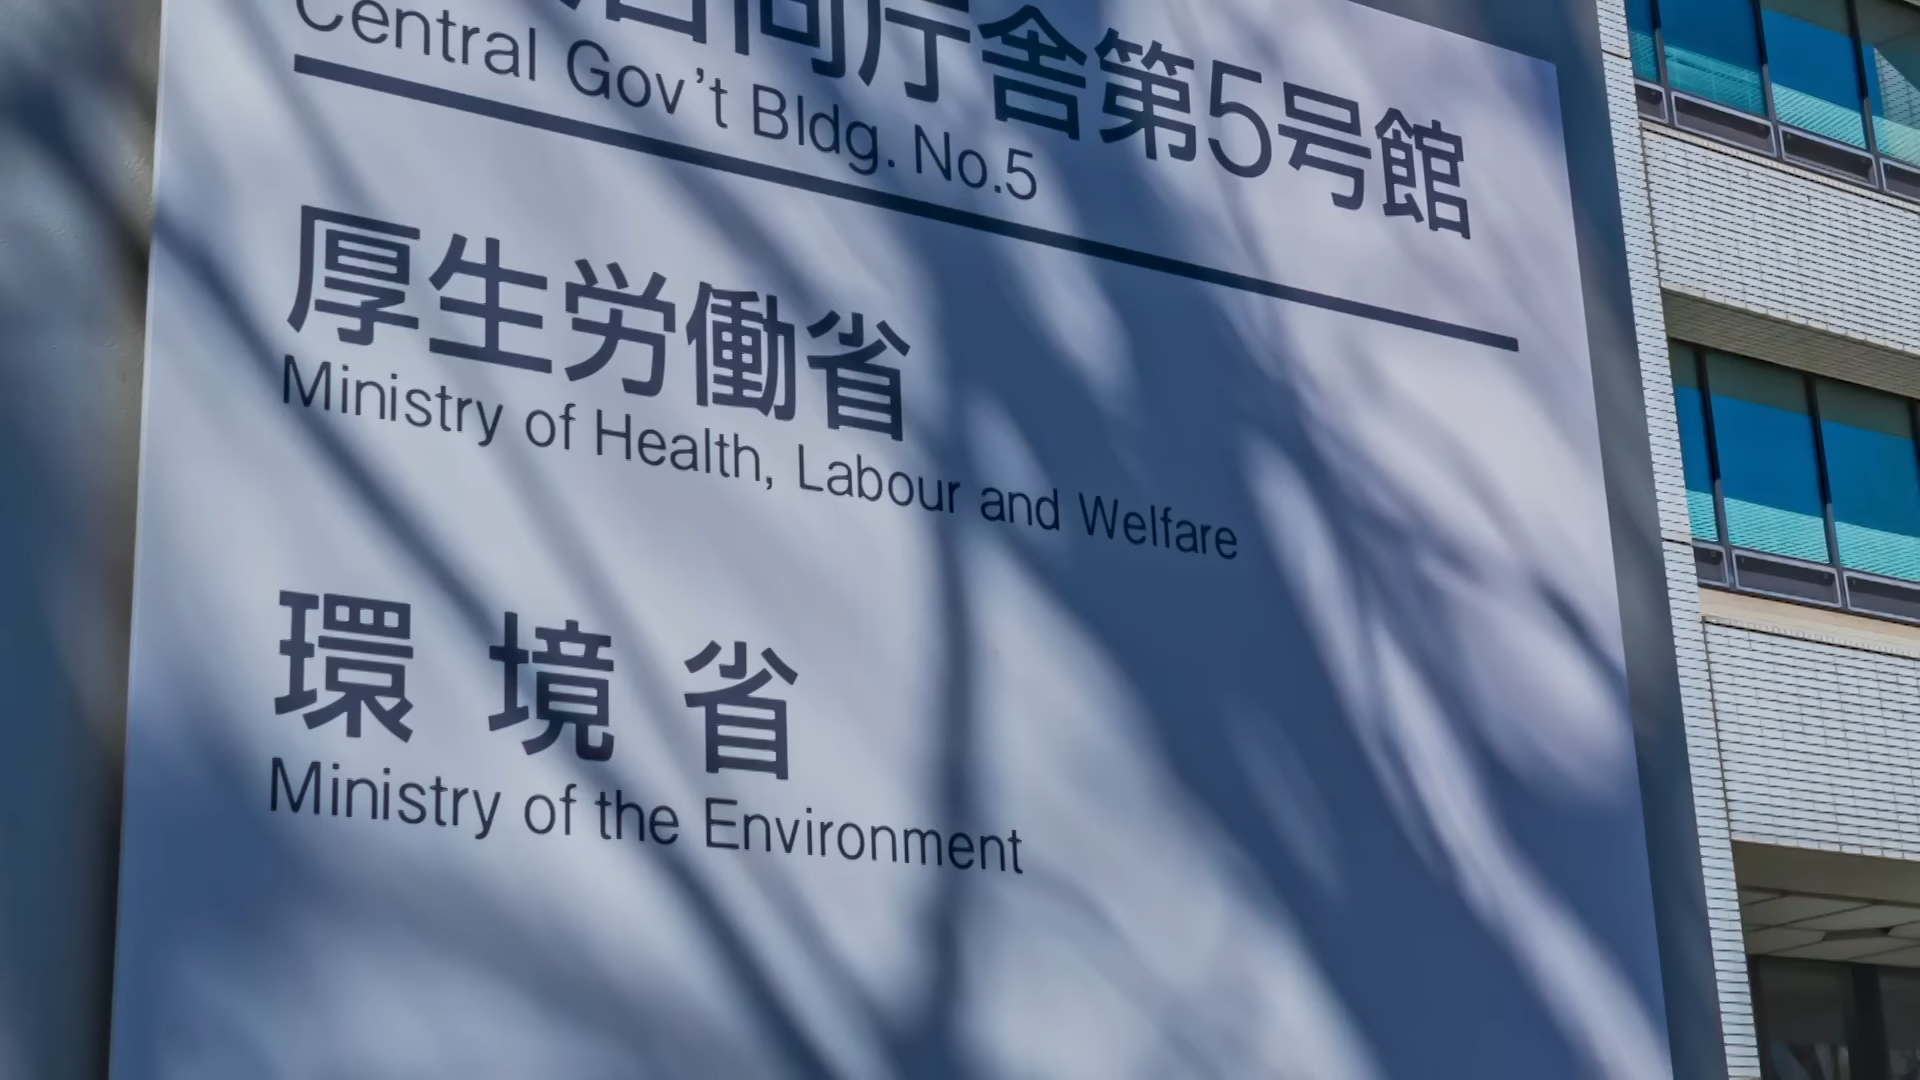 合同庁舎第5号館
Central Gov't Bldg. No.5
厚生労働省
Ministry of Health, Labour and Welfare
環境省
Ministry of the Environment